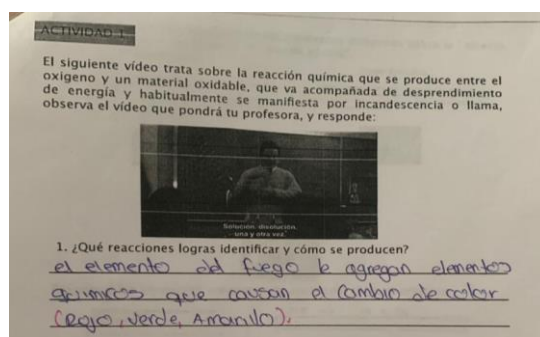 ACTIVIDAD 1
El siguiente vídeo trata sobre la reacción química que se produce entre el
oxigeno y un material oxidable, que va acompañada de desprendimiento
de energía y habitualmente se manifiesta por incandescencia o llama,
observa el vídeo que pondrá tu profesora, y responde:
Solución, disolución,
una y otra vez.
1. ¿Qué reacciones logras identificar y cómo se producen?
el elemento del fuego le agregan elementos
químicos que causan el cambio de color
(Rojo, verde, Amarillo).